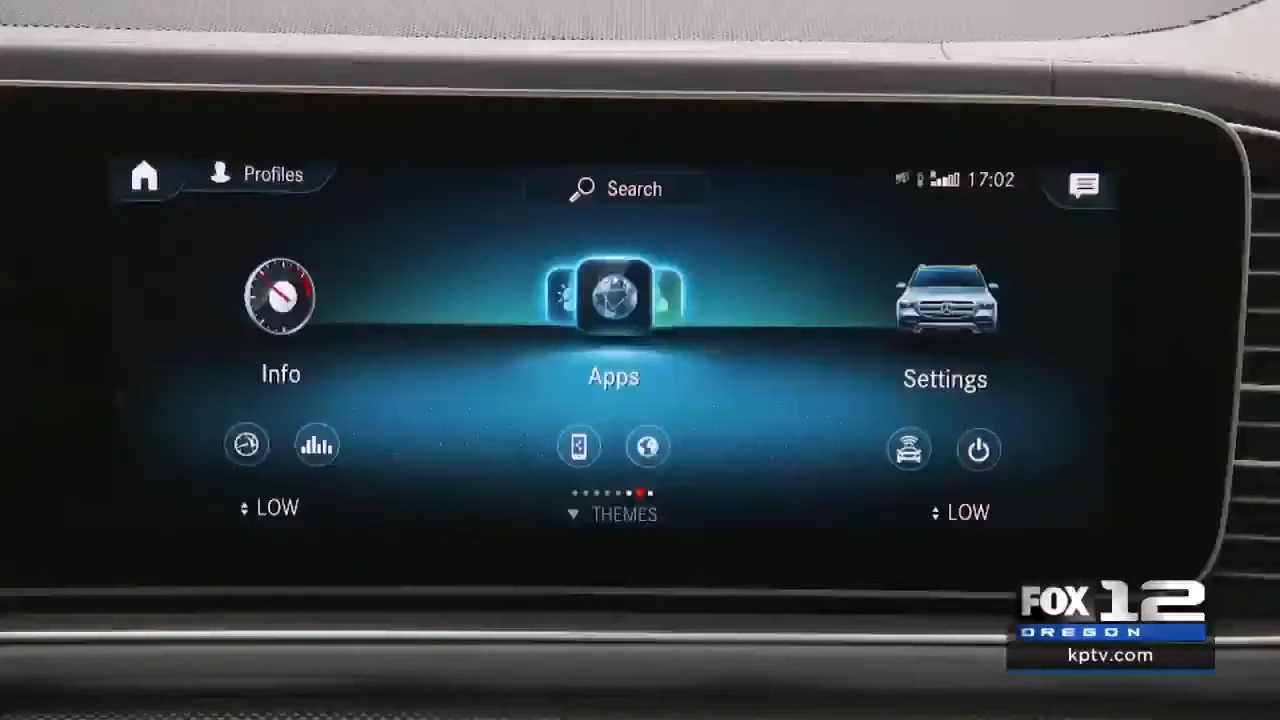 Profiles
Search
17:02
Info
Apps
Settings
LOW
THEMES
LOW
FOX 12
OREGON
kptv.com